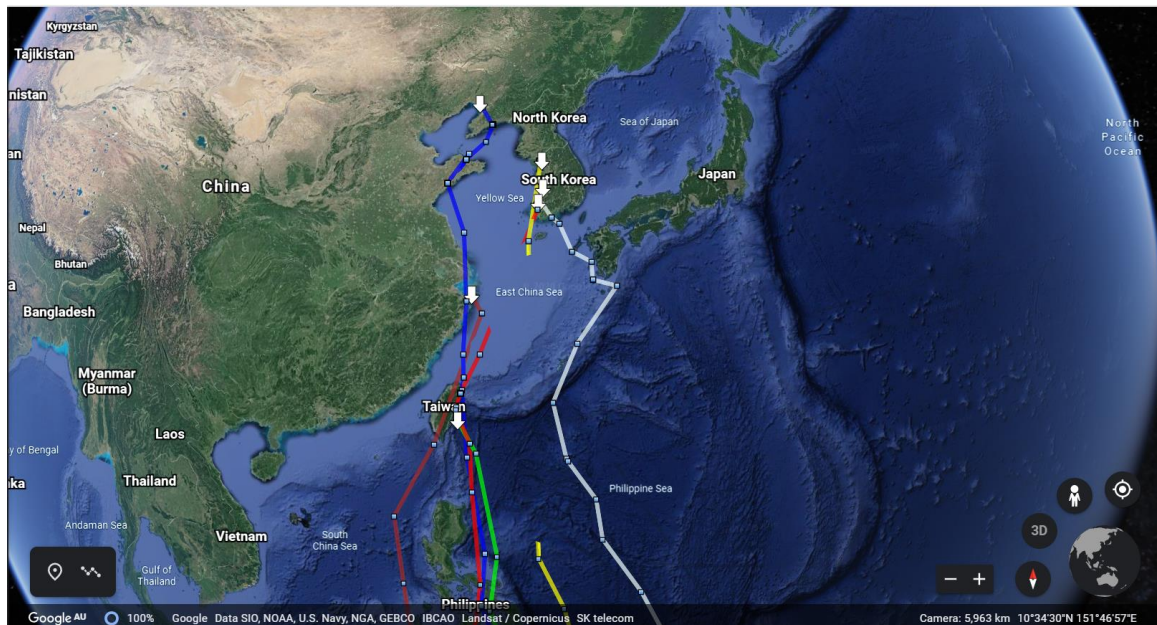 Kyrgyzstan
Tajikistan
nistan
North Korea
Sea of Japan
North
Pacific
Ocean
an
China
South Korea
Japan
Yellow Sea
Nepal
Bhutan
a
East China Sea
Bangladesh
Myanmar
(Burma)
Taiwan
Laos
y of Bengal
ka
Thailand
Philippine Sea
Andaman Sea
Vietnam
South
China Sea
3D
Gulf of
Thailand
Philippines
Google AU 100% Google Data SIO, NOAA, U.S. Navy, NGA, GEBCO IBCAO Landsat / Copernicus SK telecom Camera: 5,963 km 10°34'30"N 151°46'57"E